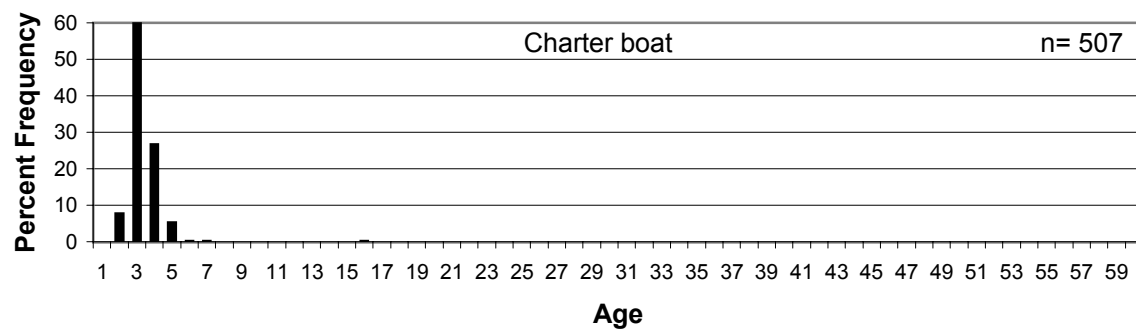 Percent Frequency
60
50
40
30
20
10
0
Charter boat
n= 507
1 3 5 7 9 11 13 15 17 19 21 23 25 27 29 31 33 35 37 39 41 43 45 47 49 51 53 55 57 59
Age